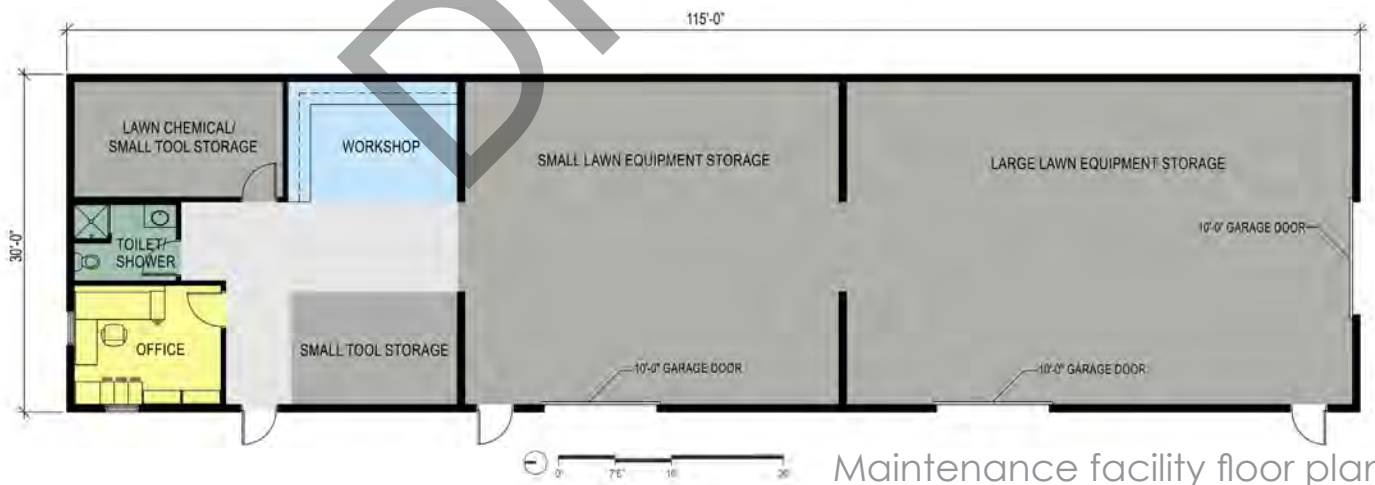 115'-0"
30'-0"
LAWN CHEMICAL/
SMALL TOOL STORAGE
WORKSHOP
SMALL LAWN EQUIPMENT STORAGE
LARGE LAWN EQUIPMENT STORAGE
10'-0" GARAGE DOOR
TOILET/
SHOWER
OFFICE
SMALL TOOL STORAGE
10'-0" GARAGE DOOR
10'-0" GARAGE DOOR
0' 7'6"
Maintenance facility floor plan